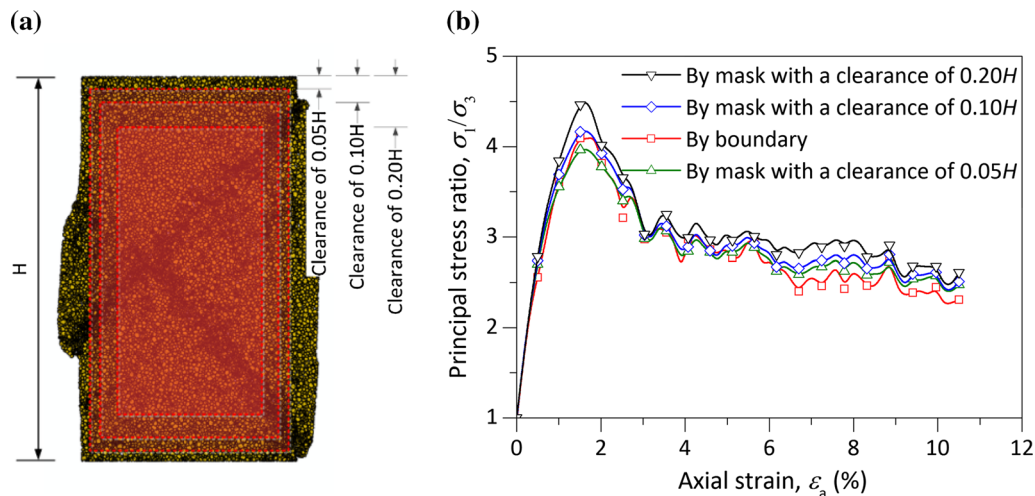 (a)
H
Clearance of 0.05H
Clearance of 0.10H
Clearance of 0.20H
(b)
Principal stress ratio, σ1/σ3
5
4
3
2
1
By mask with a clearance of 0.20H
By mask with a clearance of 0.10H
By boundary
By mask with a clearance of 0.05H
0 2 4 6 8 10 12
Axial strain, εa (%)